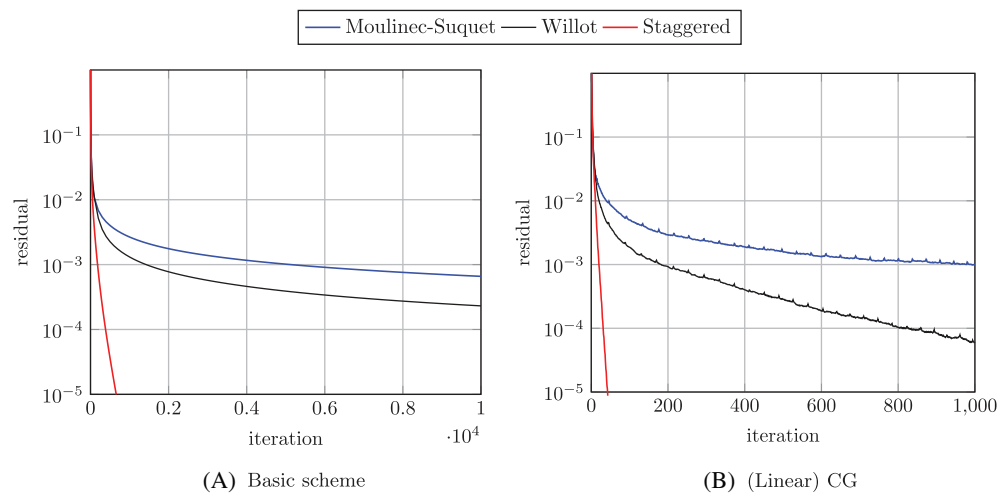 Moulinec-Suquet Willot Staggered
residual
10⁻¹
10⁻²
10⁻³
10⁻⁴
10⁻⁵
0 0.2 0.4 0.6 0.8 1
·10⁴
iteration
(A) Basic scheme
residual
10⁻¹
10⁻²
10⁻³
10⁻⁴
10⁻⁵
0 200 400 600 800 1,000
iteration
(B) (Linear) CG